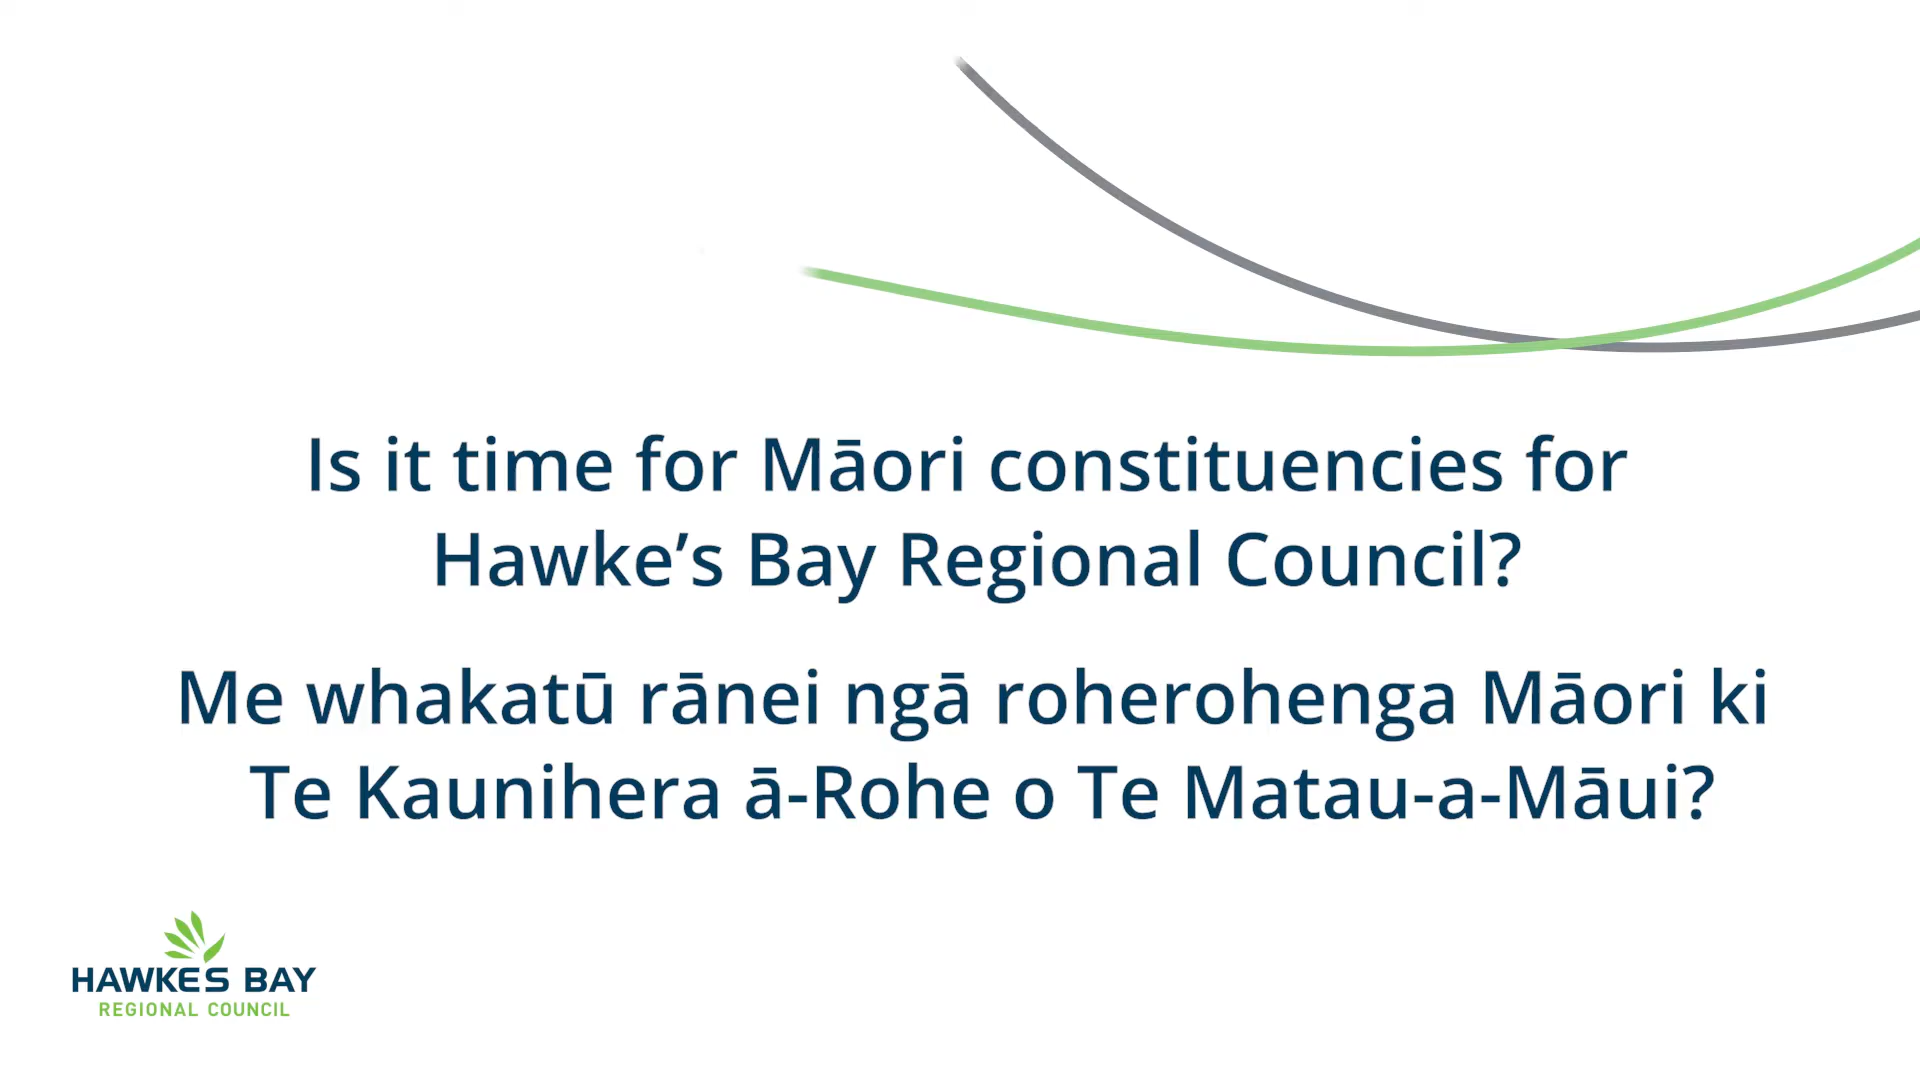 Is it time for Māori constituencies for
Hawke’s Bay Regional Council?
Me whakatū rānei ngā roherohenga Māori ki
Te Kaunihera ā-Rohe o Te Matau-a-Māui?
HAWKES BAY
REGIONAL COUNCIL